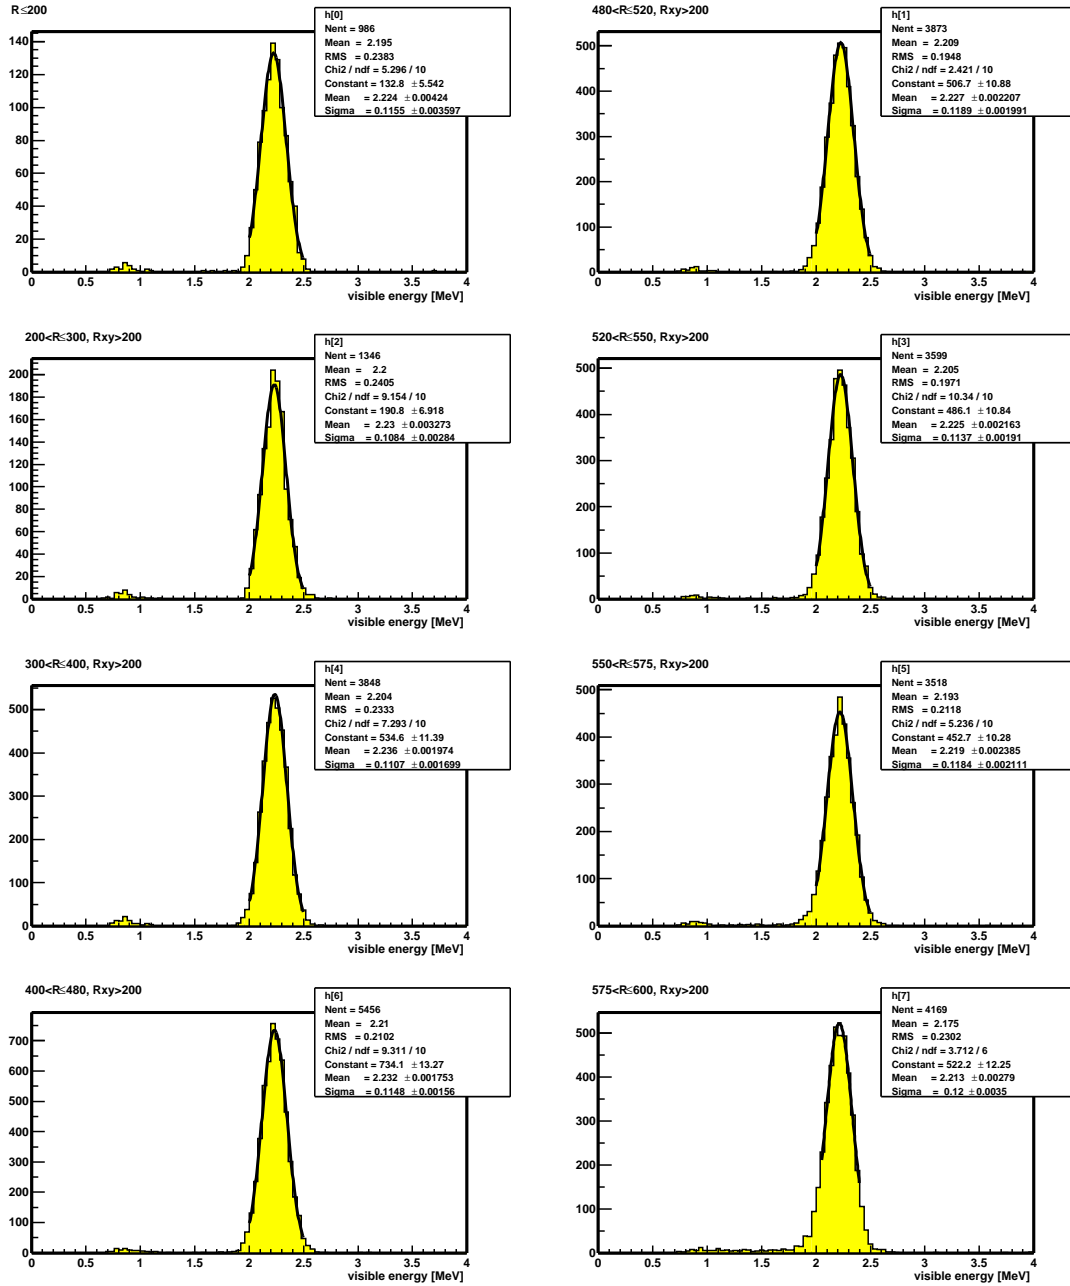 R≤200
h[0]
Nent = 986
Mean = 2.195
RMS = 0.2383
Chi2 / ndf = 5.296 / 10
Constant = 132.8 ± 5.542
Mean = 2.224 ± 0.00424
Sigma = 0.1155 ± 0.003597
140
120
100
80
60
40
20
0
0 0.5 1 1.5 2 2.5 3 3.5 4
visible energy [MeV]
480<R≤520, Rxy>200
h[1]
Nent = 3873
Mean = 2.209
RMS = 0.1948
Chi2 / ndf = 2.421 / 10
Constant = 506.7 ± 10.88
Mean = 2.227 ± 0.002207
Sigma = 0.1189 ± 0.001991
500
400
300
200
100
0
0 0.5 1 1.5 2 2.5 3 3.5 4
visible energy [MeV]
200<R≤300, Rxy>200
h[2]
Nent = 1346
Mean = 2.2
RMS = 0.2405
Chi2 / ndf = 9.154 / 10
Constant = 190.8 ± 6.918
Mean = 2.23 ± 0.003273
Sigma = 0.1084 ± 0.00284
200
180
160
140
120
100
80
60
40
20
0
0 0.5 1 1.5 2 2.5 3 3.5 4
visible energy [MeV]
520<R≤550, Rxy>200
h[3]
Nent = 3599
Mean = 2.205
RMS = 0.1971
Chi2 / ndf = 10.34 / 10
Constant = 486.1 ± 10.84
Mean = 2.225 ± 0.002163
Sigma = 0.1137 ± 0.00191
500
400
300
200
100
0
0 0.5 1 1.5 2 2.5 3 3.5 4
visible energy [MeV]
300<R≤400, Rxy>200
h[4]
Nent = 3848
Mean = 2.204
RMS = 0.2333
Chi2 / ndf = 7.293 / 10
Constant = 534.6 ± 11.39
Mean = 2.236 ± 0.001974
Sigma = 0.1107 ± 0.001699
500
400
300
200
100
0
0 0.5 1 1.5 2 2.5 3 3.5 4
visible energy [MeV]
550<R≤575, Rxy>200
h[5]
Nent = 3518
Mean = 2.193
RMS = 0.2118
Chi2 / ndf = 5.236 / 10
Constant = 452.7 ± 10.28
Mean = 2.219 ± 0.002385
Sigma = 0.1184 ± 0.002111
500
400
300
200
100
0
0 0.5 1 1.5 2 2.5 3 3.5 4
visible energy [MeV]
400<R≤480, Rxy>200
h[6]
Nent = 5456
Mean = 2.21
RMS = 0.2102
Chi2 / ndf = 9.311 / 10
Constant = 734.1 ± 13.27
Mean = 2.232 ± 0.001753
Sigma = 0.1148 ± 0.00156
700
600
500
400
300
200
100
0
0 0.5 1 1.5 2 2.5 3 3.5 4
visible energy [MeV]
575<R≤600, Rxy>200
h[7]
Nent = 4169
Mean = 2.175
RMS = 0.2302
Chi2 / ndf = 3.712 / 6
Constant = 522.2 ± 12.25
Mean = 2.213 ± 0.00279
Sigma = 0.12 ± 0.0035
500
400
300
200
100
0
0 0.5 1 1.5 2 2.5 3 3.5 4
visible energy [MeV]